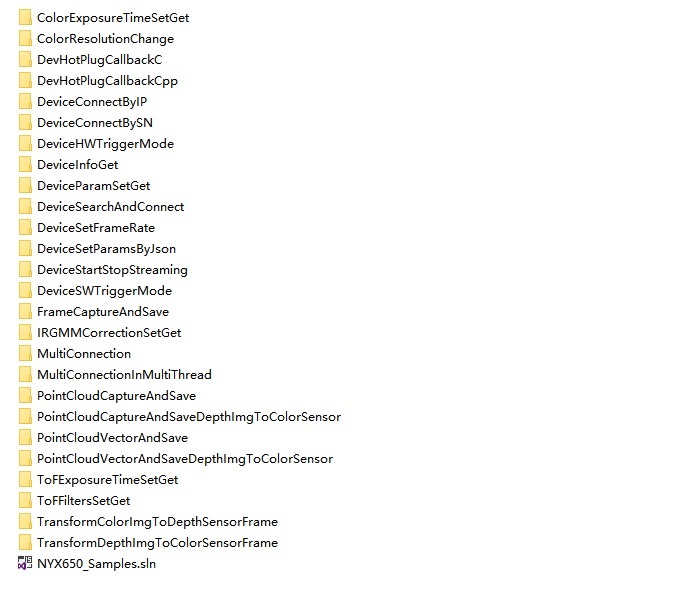 ColorExposureTimeSetGet
ColorResolutionChange
DevHotPlugCallbackC
DevHotPlugCallbackCpp
DeviceConnectByIP
DeviceConnectBySN
DeviceHWTriggerMode
DeviceInfoGet
DeviceParamSetGet
DeviceSearchAndConnect
DeviceSetFrameRate
DeviceSetParamsByJson
DeviceStartStopStreaming
DeviceSWTriggerMode
FrameCaptureAndSave
IRGMMCorrectionSetGet
MultiConnection
MultiConnectionInMultiThread
PointCloudCaptureAndSave
PointCloudCaptureAndSaveDepthImgToColorSensor
PointCloudVectorAndSave
PointCloudVectorAndSaveDepthImgToColorSensor
ToFExposureTimeSetGet
ToFFiltersSetGet
TransformColorImgToDepthSensorFrame
TransformDepthImgToColorSensorFrame
NYX650_Samples.sln